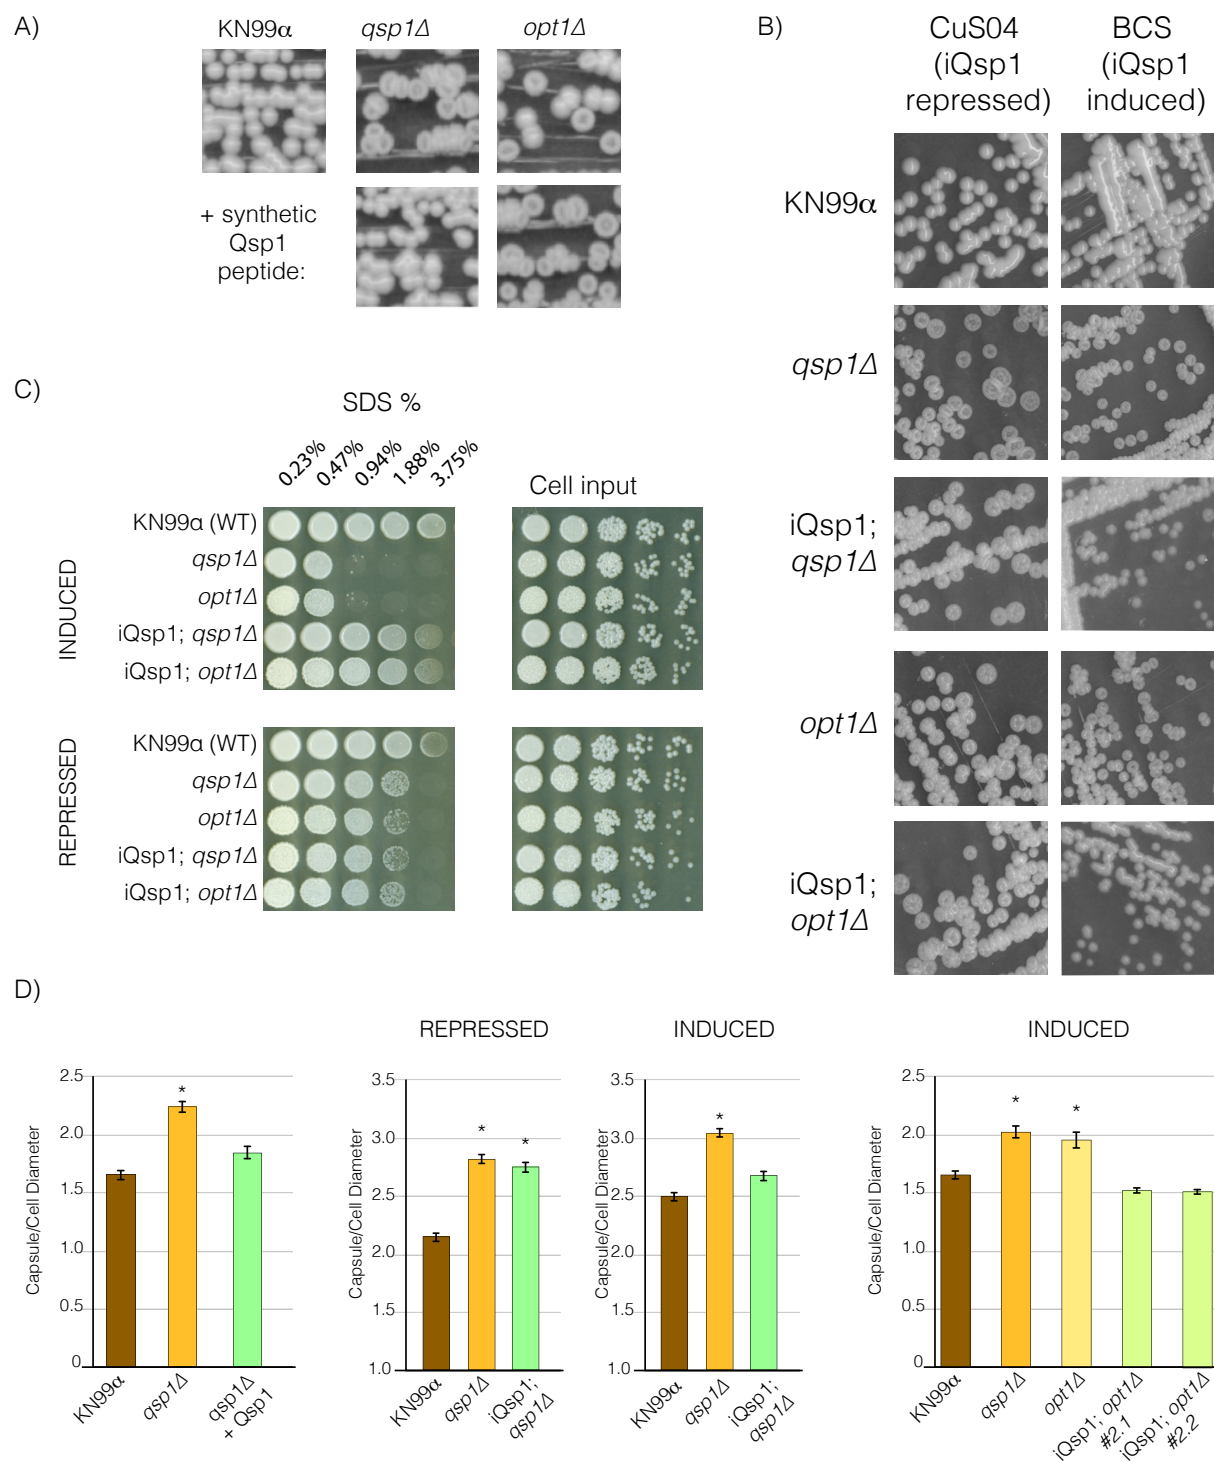 A)
KN99α
qsp1Δ
opt1Δ
+ synthetic
Qsp1
peptide:
B)
CuS04
(iQsp1
repressed)
BCS
(iQsp1
induced)
KN99α
qsp1Δ
iQsp1;
qsp1Δ
opt1Δ
iQsp1;
opt1Δ
C)
SDS %
0.23%
0.47%
0.94%
1.88%
3.75%
Cell input
INDUCED
KN99α (WT)
qsp1Δ
opt1Δ
iQsp1; qsp1Δ
iQsp1; opt1Δ
REPRESSED
KN99α (WT)
qsp1Δ
opt1Δ
iQsp1; qsp1Δ
iQsp1; opt1Δ
D)
Capsule/Cell Diameter
2.5
2.0
1.5
1.0
0.5
0
*
KN99α
qsp1Δ
qsp1Δ
+ Qsp1
REPRESSED
Capsule/Cell Diameter
3.5
3.0
2.5
2.0
1.5
1.0
*
*
KN99α
qsp1Δ
iQsp1;
qsp1Δ
INDUCED
Capsule/Cell Diameter
3.5
3.0
2.5
2.0
1.5
1.0
*
KN99α
qsp1Δ
iQsp1;
qsp1Δ
INDUCED
Capsule/Cell Diameter
2.5
2.0
1.5
1.0
0.5
0
*
*
KN99α
qsp1Δ
opt1Δ
iQsp1; opt1Δ
#2.1
iQsp1; opt1Δ
#2.2